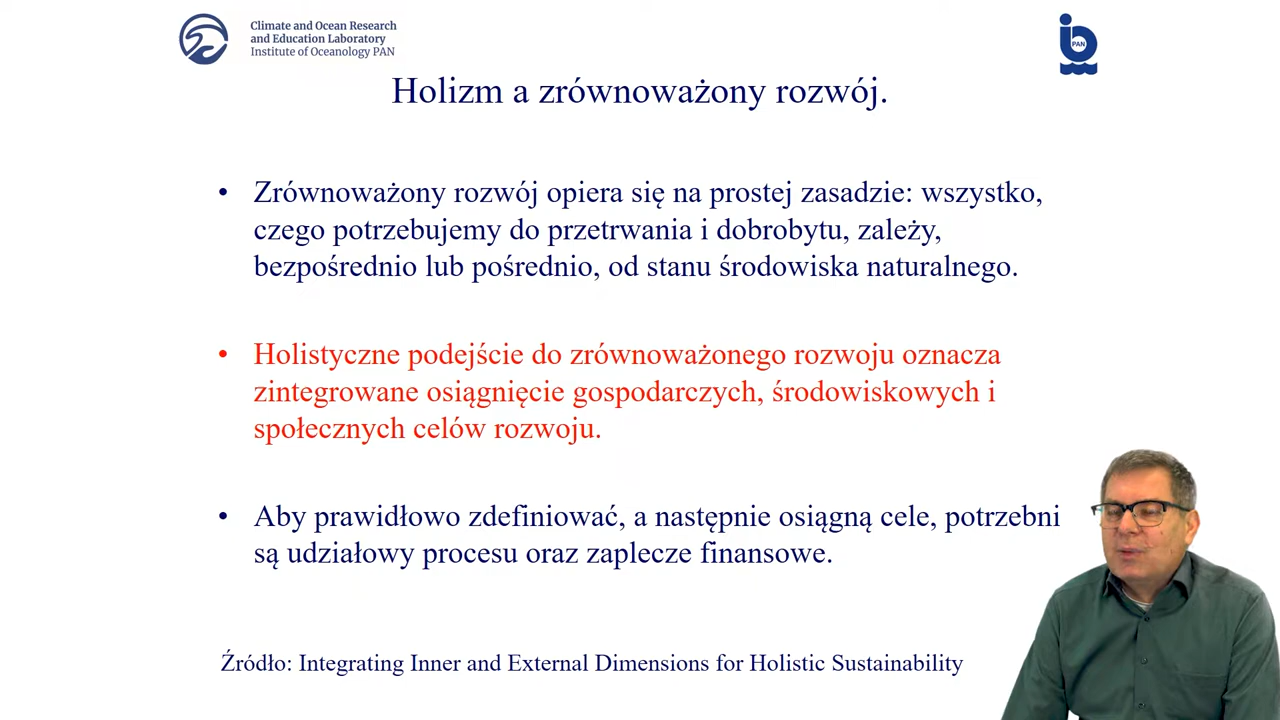 Climate and Ocean Research
and Education Laboratory
Institute of Oceanology PAN
PAN
Holizm a zrównoważony rozwój.
• Zrównoważony rozwój opiera się na prostej zasadzie: wszystko,
czego potrzebujemy do przetrwania i dobrobytu, zależy,
bezpośrednio lub pośrednio, od stanu środowiska naturalnego.
• Holistyczne podejście do zrównoważonego rozwoju oznacza
zintegrowane osiągnięcie gospodarczych, środowiskowych i
społecznych celów rozwoju.
• Aby prawidłowo zdefiniować, a następnie osiągną cele, potrzebni
są udziałowy procesu oraz zaplecze finansowe.
Źródło: Integrating Inner and External Dimensions for Holistic Sustainability